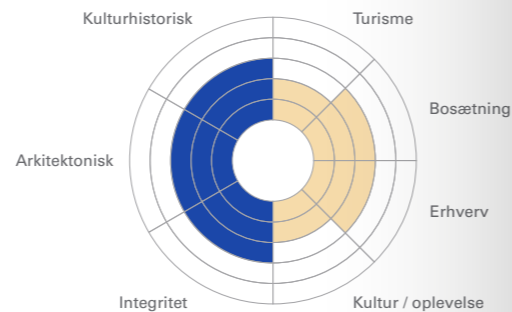 Kulturhistorisk
Turisme
Bosætning
Arkitektonisk
Erhverv
Integritet
Kultur / oplevelse